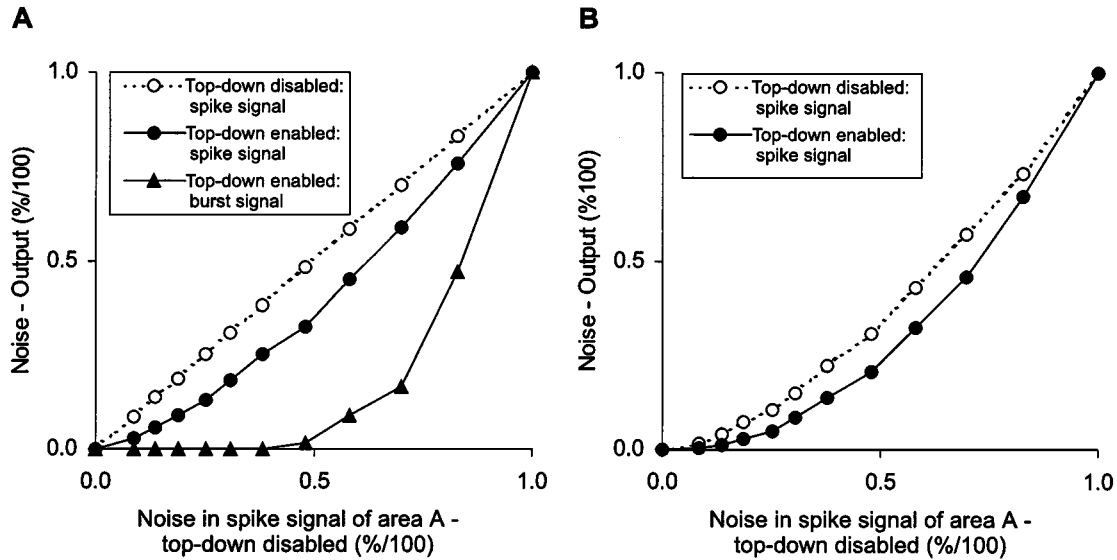 A
1.0
0.5
0.0
Noise - Output (%/100)
Top-down disabled:
spike signal
Top-down enabled:
spike signal
Top-down enabled:
burst signal
0.0
0.5
1.0
Noise in spike signal of area A -
top-down disabled (%/100)
B
1.0
0.5
0.0
Noise - Output (%100)
Top-down disabled:
spike signal
Top-down enabled:
spike signal
0.0
0.5
1.0
Noise in spike signal of area A -
top-down disabled (%/100)